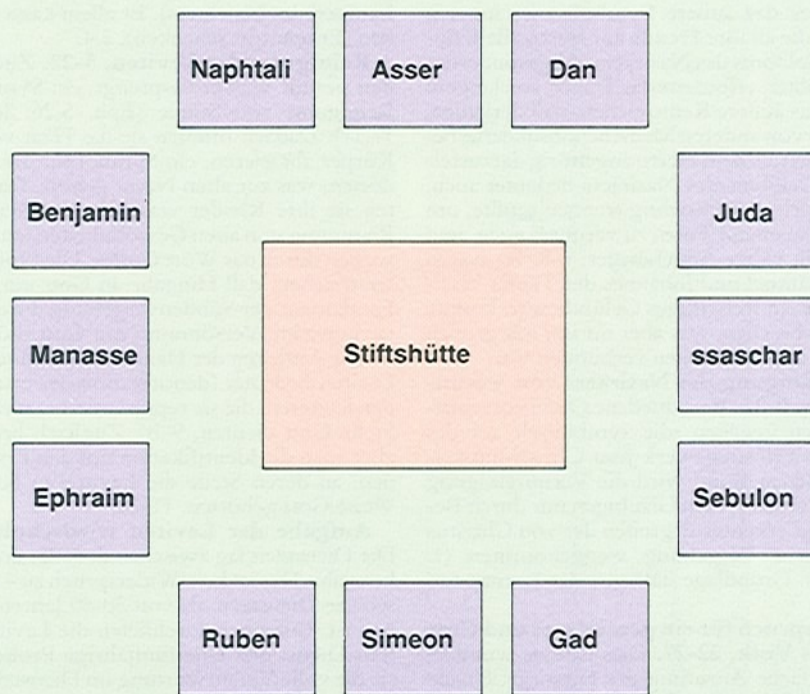 Naphtali
Asser
Dan
Benjamin
Juda
Manasse
Stiftshütte
ssaschar
Ephraim
Sebulon
Ruben
Simeon
Gad